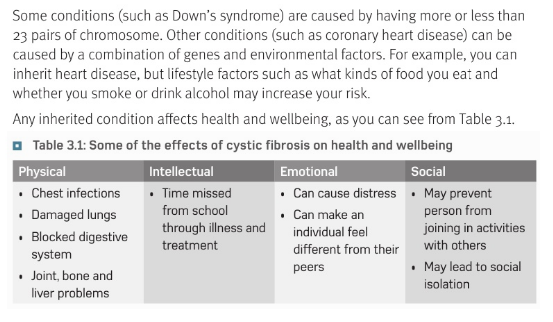 Some conditions (such as Down's syndrome) are caused by having more or less than
23 pairs of chromosome. Other conditions (such as coronary heart disease) can be
caused by a combination of genes and environmental factors. For example, you can
inherit heart disease, but lifestyle factors such as what kinds of food you eat and
whether you smoke or drink alcohol may increase your risk.
Any inherited condition affects health and wellbeing, as you can see from Table 3.1.
Table 3.1: Some of the effects of cystic fibrosis on health and wellbeing
Physical
• Chest infections
• Damaged lungs
• Blocked digestive
system
• Joint, bone and
liver problems
Intellectual
• Time missed
from school
through illness and
treatment
Emotional
• Can cause distress
• Can make an
individual feel
different from their
peers
Social
• May prevent
person from
joining in activities
with others
• May lead to social
isolation